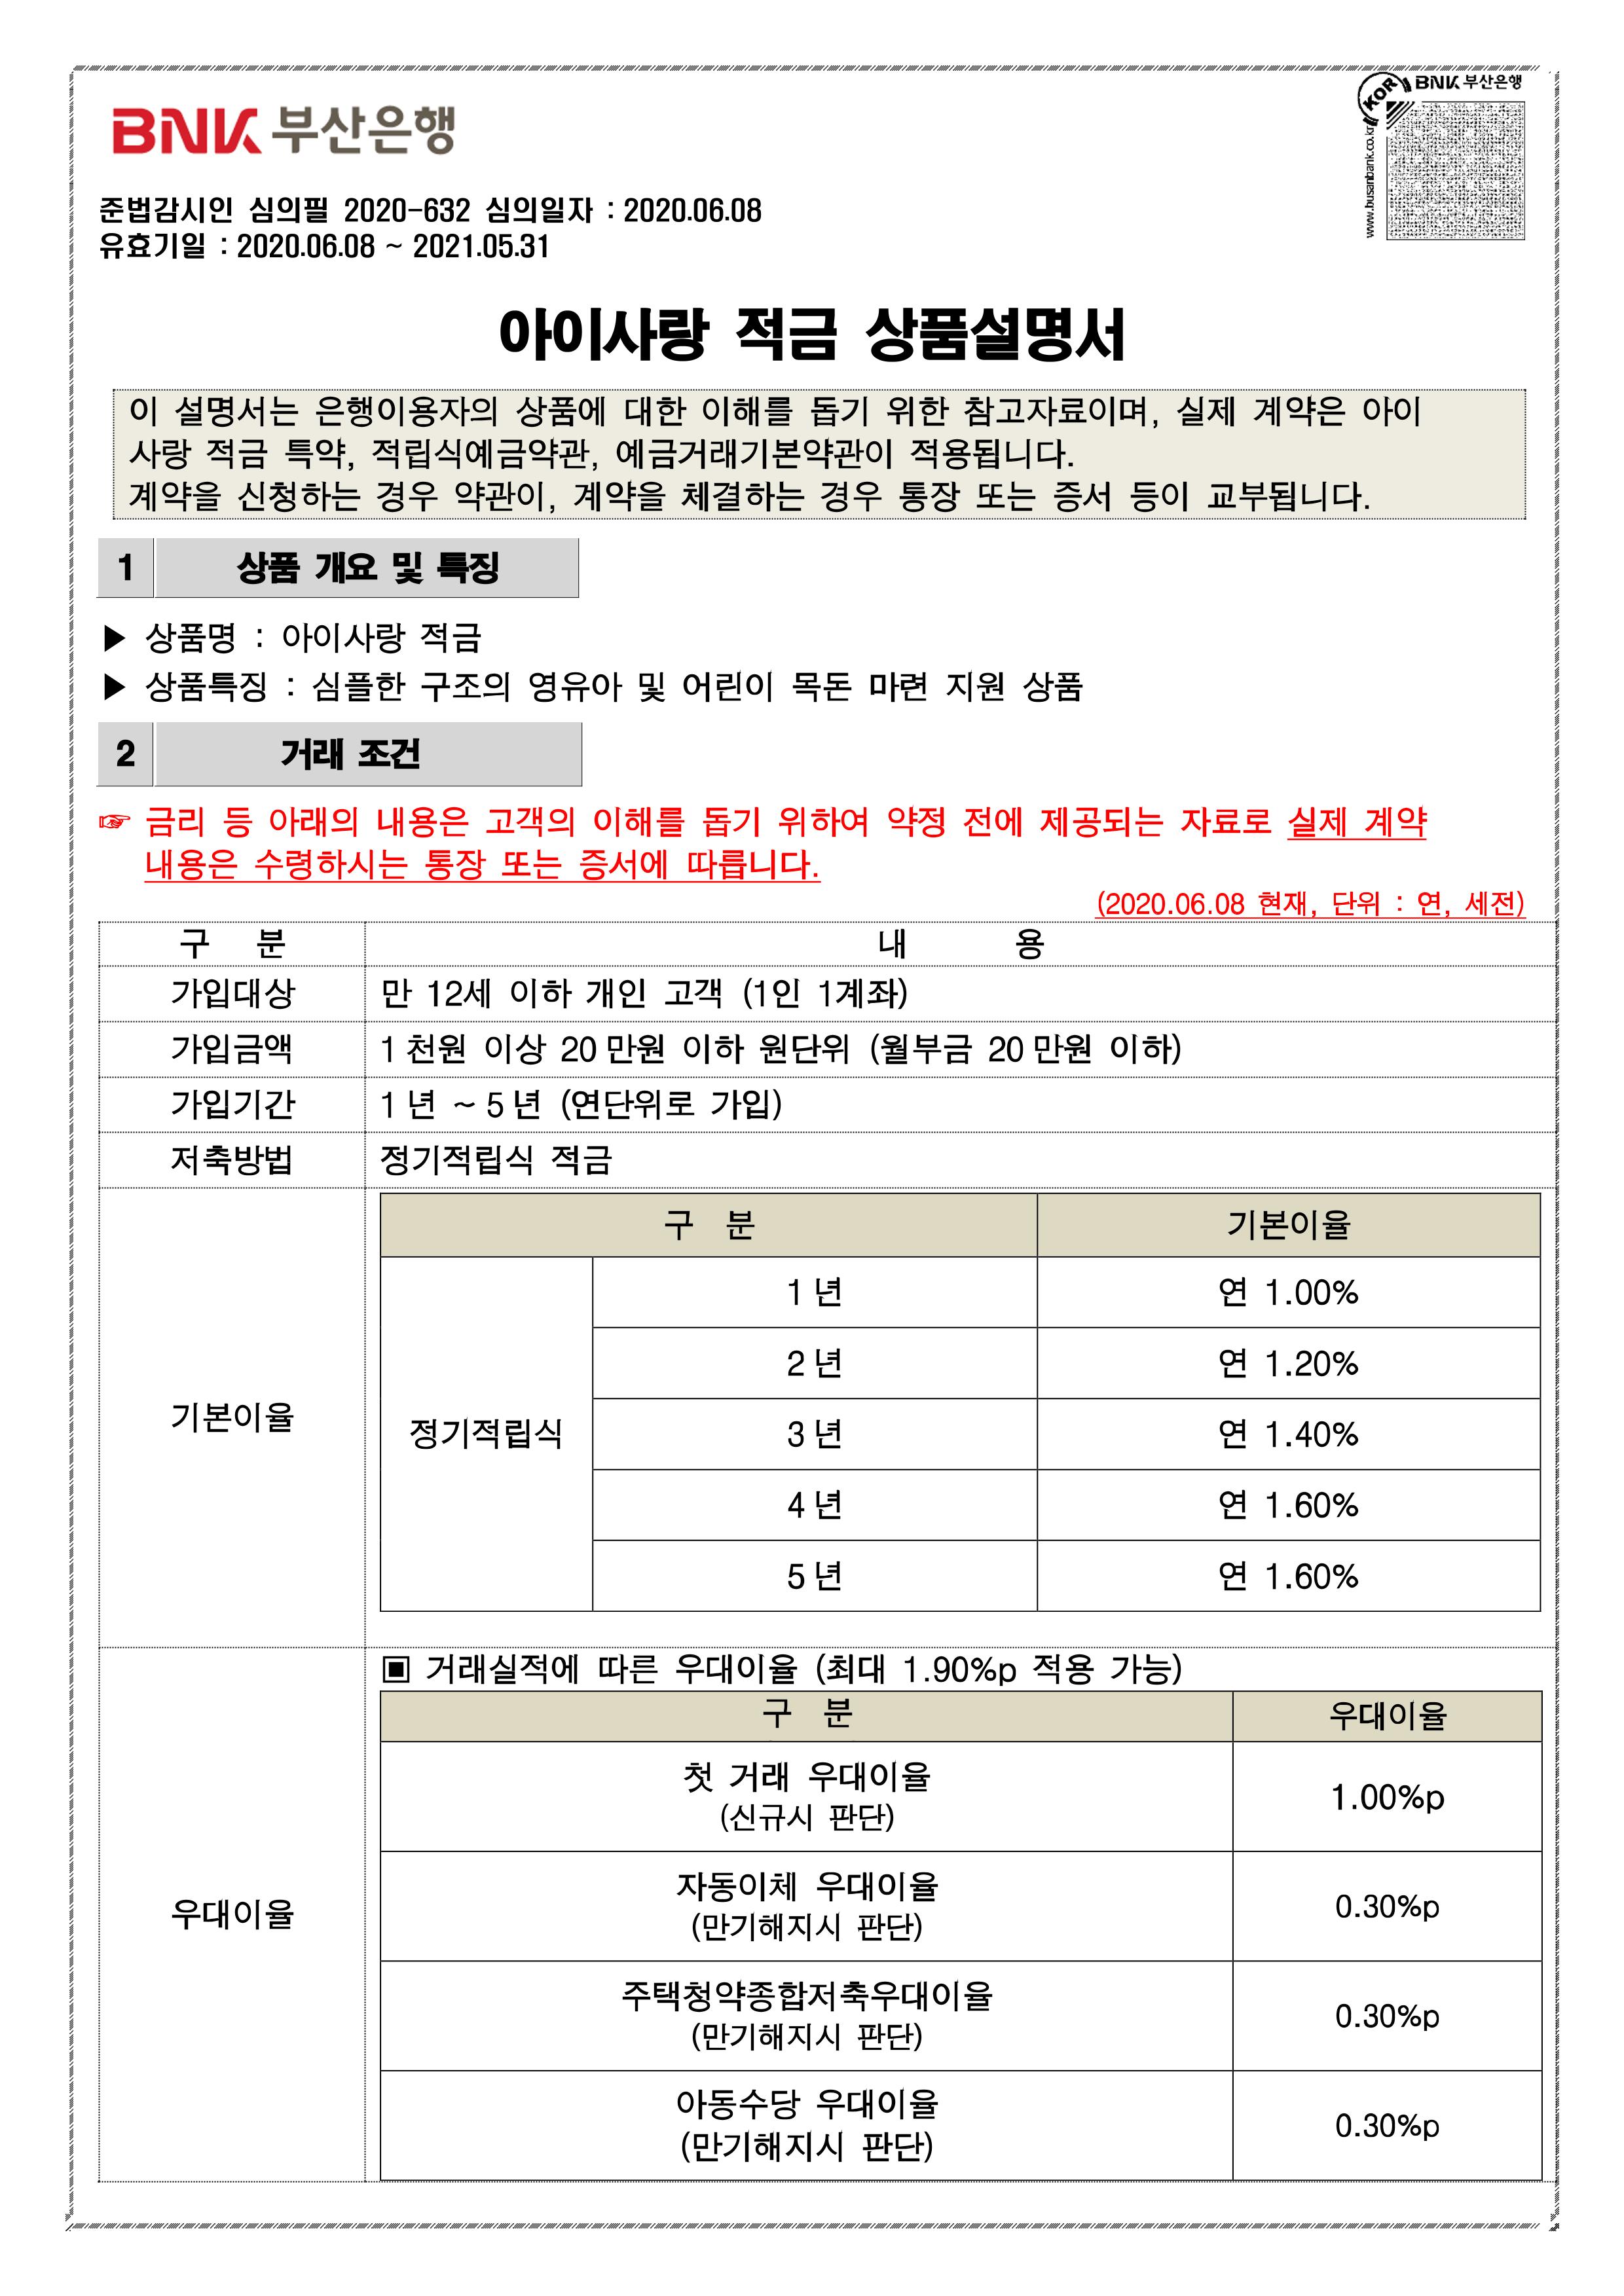 BNK 부산은행
KOR BNK 부산은행
www.busanbank.co.kr
준법감시인 심의필 2020-632 심의일자 : 2020.06.08
유효기일 : 2020.06.08 ~ 2021.05.31
아이사랑 적금 상품설명서
이 설명서는 은행이용자의 상품에 대한 이해를 돕기 위한 참고자료이며, 실제 계약은 아이
사랑 적금 특약, 적립식예금약관, 예금거래기본약관이 적용됩니다.
계약을 신청하는 경우 약관이, 계약을 체결하는 경우 통장 또는 증서 등이 교부됩니다.
1 상품 개요 및 특징
▶ 상품명 : 아이사랑 적금
▶ 상품특징 : 심플한 구조의 영유아 및 어린이 목돈 마련 지원 상품
2 거래 조건
☞ 금리 등 아래의 내용은 고객의 이해를 돕기 위하여 약정 전에 제공되는 자료로 실제 계약
내용은 수령하시는 통장 또는 증서에 따릅니다.
(2020.06.08 현재, 단위 : 연, 세전)
구 분 내 용
가입대상 만 12세 이하 개인 고객 (1인 1계좌)
가입금액 1천원 이상 20만원 이하 원단위 (월부금 20만원 이하)
가입기간 1년 ~ 5년 (연단위로 가입)
저축방법 정기적립식 적금
기본이율
구 분 기본이율
정기적립식
1년 연 1.00%
2년 연 1.20%
3년 연 1.40%
4년 연 1.60%
5년 연 1.60%
우대이율
▣ 거래실적에 따른 우대이율 (최대 1.90%p 적용 가능)
구 분 우대이율
첫 거래 우대이율
(신규시 판단)
1.00%p
자동이체 우대이율
(만기해지시 판단)
0.30%p
주택청약종합저축우대이율
(만기해지시 판단)
0.30%p
아동수당 우대이율
(만기해지시 판단)
0.30%p